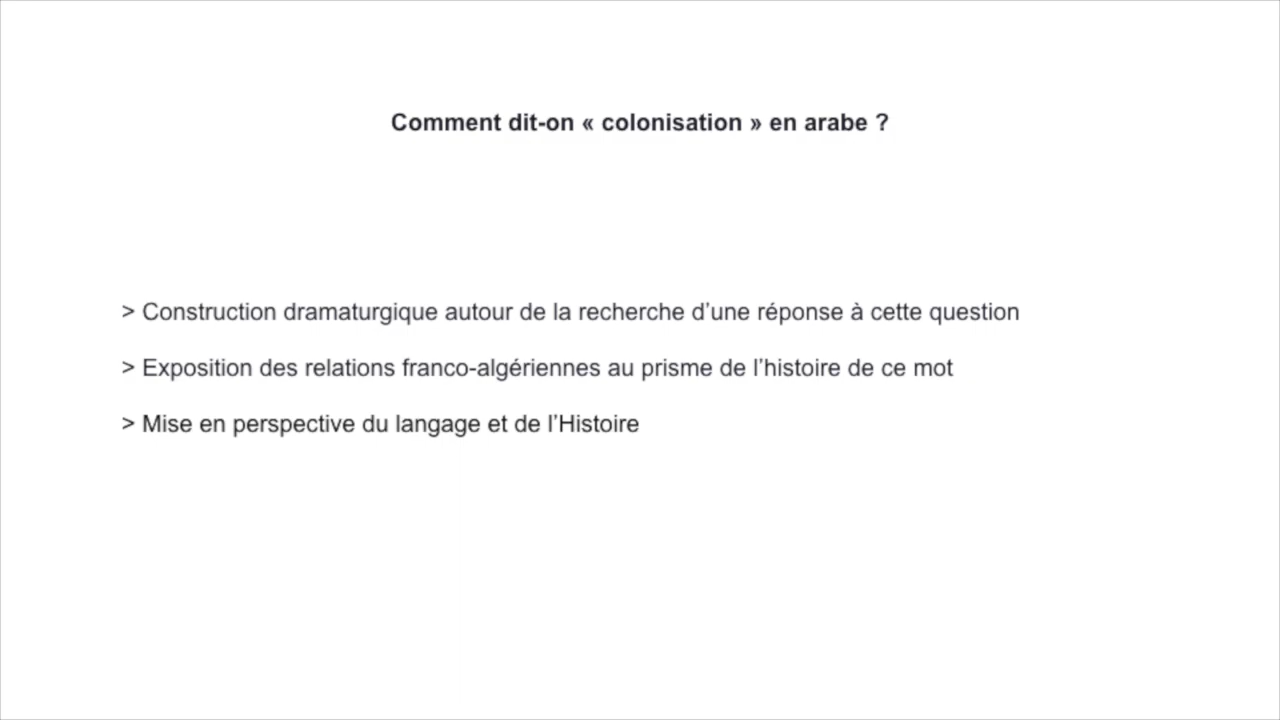 Comment dit-on « colonisation » en arabe ?
> Construction dramaturgique autour de la recherche d’une réponse à cette question
> Exposition des relations franco-algériennes au prisme de l’histoire de ce mot
> Mise en perspective du langage et de l’Histoire